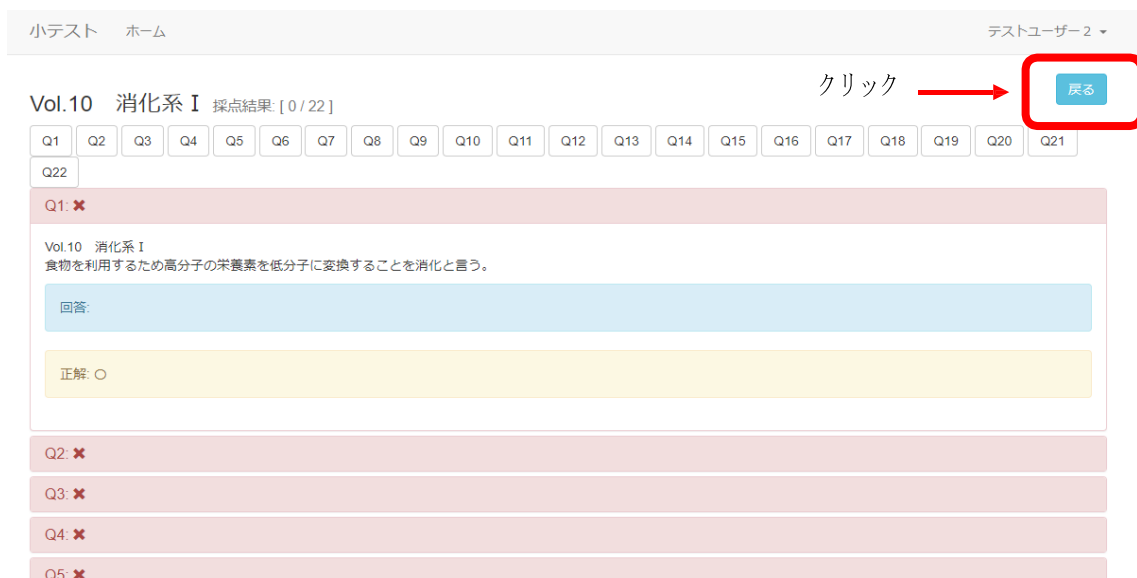 小テスト ホーム テストユーザー2
クリック
戻る
Vol.10 消化系 I 採点結果: [ 0 / 22 ]
Q1 Q2 Q3 Q4 Q5 Q6 Q7 Q8 Q9 Q10 Q11 Q12 Q13 Q14 Q15 Q16 Q17 Q18 Q19 Q20 Q21
Q22
Q1: ✖
Vol.10 消化系 I
食物を利用するため高分子の栄養素を低分子に変換することを消化と言う。
回答:
正解: 〇
Q2: ✖
Q3: ✖
Q4: ✖
Q5: ✖